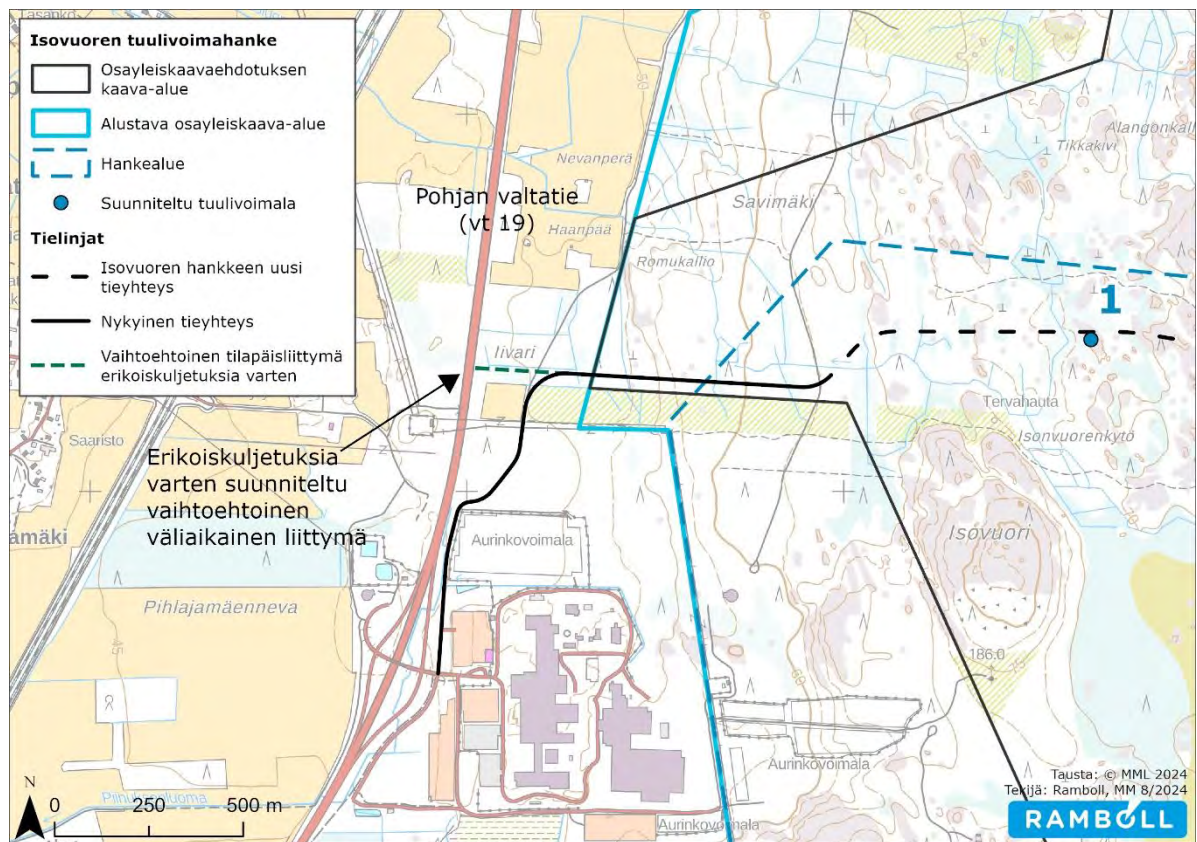 Isovuoren tuulivoimahanke
Osayleiskaavaehdotuksen
kaava-alue
Alustava osayleiskaava-alue
Hankealue
Suunniteltu tuulivoimala
Tielinjat
Isovuoren hankkeen uusi
tieyhteys
Nykyinen tieyhteys
Vaihtoehtoinen tilapäisliittymä
erikoiskuljetuksia varten
Nevanperä
Pohjan valtatie
(vt 19)
Haanpää
Savimäki
Romukallio
Tikkakivi
1
Iivari
Tervahauta
Isonvuorenkytö
Saaristo
Erikoiskuljetuksia
varten suunniteltu
vaihtoehtoinen
väliaikainen liittymä
ämäki
Aurinkovoimala
Isovuori
Pihlajamäenneva
186.0
Aurinkovoimala
Aurinkovoimala
N
0 250 500 m
Tausta: © MML 2024
Tekijä: Ramboll, MM 8/2024
RAMBOLL